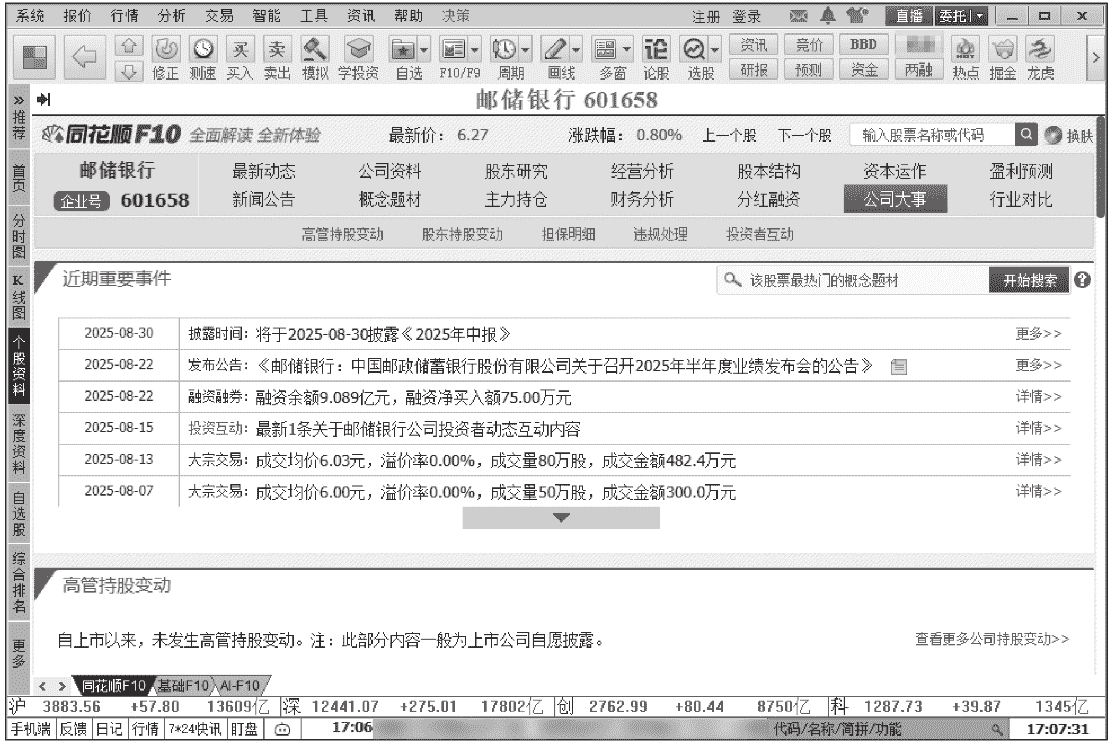 系统 报价 行情 分析 交易 智能 工具 资讯 帮助 决策 注册 登录 直播 委托
修正 测速 买入 卖出 模拟 学投资 自选 F10/F9 周期 画线 多窗 论股 选股 资讯 竞价 BBD 热点 掘金 龙虎
研报 预测 资金 两融
买 卖 论
推荐
首页
分时图
K线图
个股资料
深度资料
自选股
综合排名
更多
邮储银行 601658
同花顺F10 全面解读 全新体验 最新价：6.27 涨跌幅：0.80% 上一个股 下一个股 输入股票名称或代码 换肤
邮储银行 最新动态 公司资料 股东研究 经营分析 股本结构 资本运作 盈利预测
企业号 601658 新闻公告 概念题材 主力持仓 财务分析 分红融资 公司大事 行业对比
高管持股变动 股东持股变动 担保明细 违规处理 投资者互动
近期重要事件 该股票最热门的概念题材 开始搜索 ?
2025-08-30 披露时间：将于2025-08-30披露《2025年中报》 更多>>
2025-08-22 发布公告：《邮储银行：中国邮政储蓄银行股份有限公司关于召开2025年半年度业绩发布会的公告》 更多>>
2025-08-22 融资融券：融资余额9.089亿元，融资净买入额75.00万元 详情>>
2025-08-15 投资互动：最新1条关于邮储银行公司投资者动态互动内容 详情>>
2025-08-13 大宗交易：成交均价6.03元，溢价率0.00%，成交量80万股，成交金额482.4万元 详情>>
2025-08-07 大宗交易：成交均价6.00元，溢价率0.00%，成交量50万股，成交金额300.0万元 详情>>
高管持股变动
自上市以来，未发生高管持股变动。注：此部分内容一般为上市公司自愿披露。 查看更多公司持股变动>>
同花顺F10 基础F10 AI-F10
沪 3883.56 +57.80 13609亿 深 12441.07 +275.01 17802亿 创 2762.99 +80.44 8750亿 科 1287.73 +39.87 1345亿
手机端 反馈 日记 行情 7*24快讯 盯盘 17:06 代码/名称/简拼/功能 17:07:31